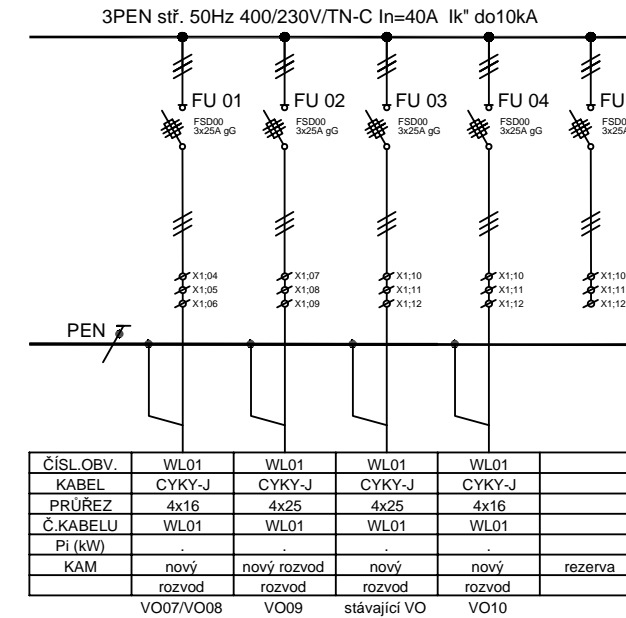 3PEN stř. 50Hz 400/230V/TN-C In=40A Ik" do10kA
FU 01 FU 02 FU 03 FU 04 FU
FSD00 FSD00 FSD00 FSD00 FSD0
3x25A gG 3x25A gG 3x25A gG 3x25A gG 3x25A
X1;04 X1;07 X1;10 X1;10 X1;10
X1;05 X1;08 X1;11 X1;11 X1;11
X1;06 X1;09 X1;12 X1;12 X1;12
PEN
ČÍSL.OBV. WL01 WL01 WL01 WL01
KABEL CYKY-J CYKY-J CYKY-J CYKY-J
PRŮŘEZ 4x16 4x25 4x25 4x16
Č.KABELU WL01 WL01 WL01 WL01
Pi (kW) . . . .
KAM nový nový rozvod nový nový rezerva
rozvod rozvod rozvod rozvod
VO07/VO08 VO09 stávající VO VO10